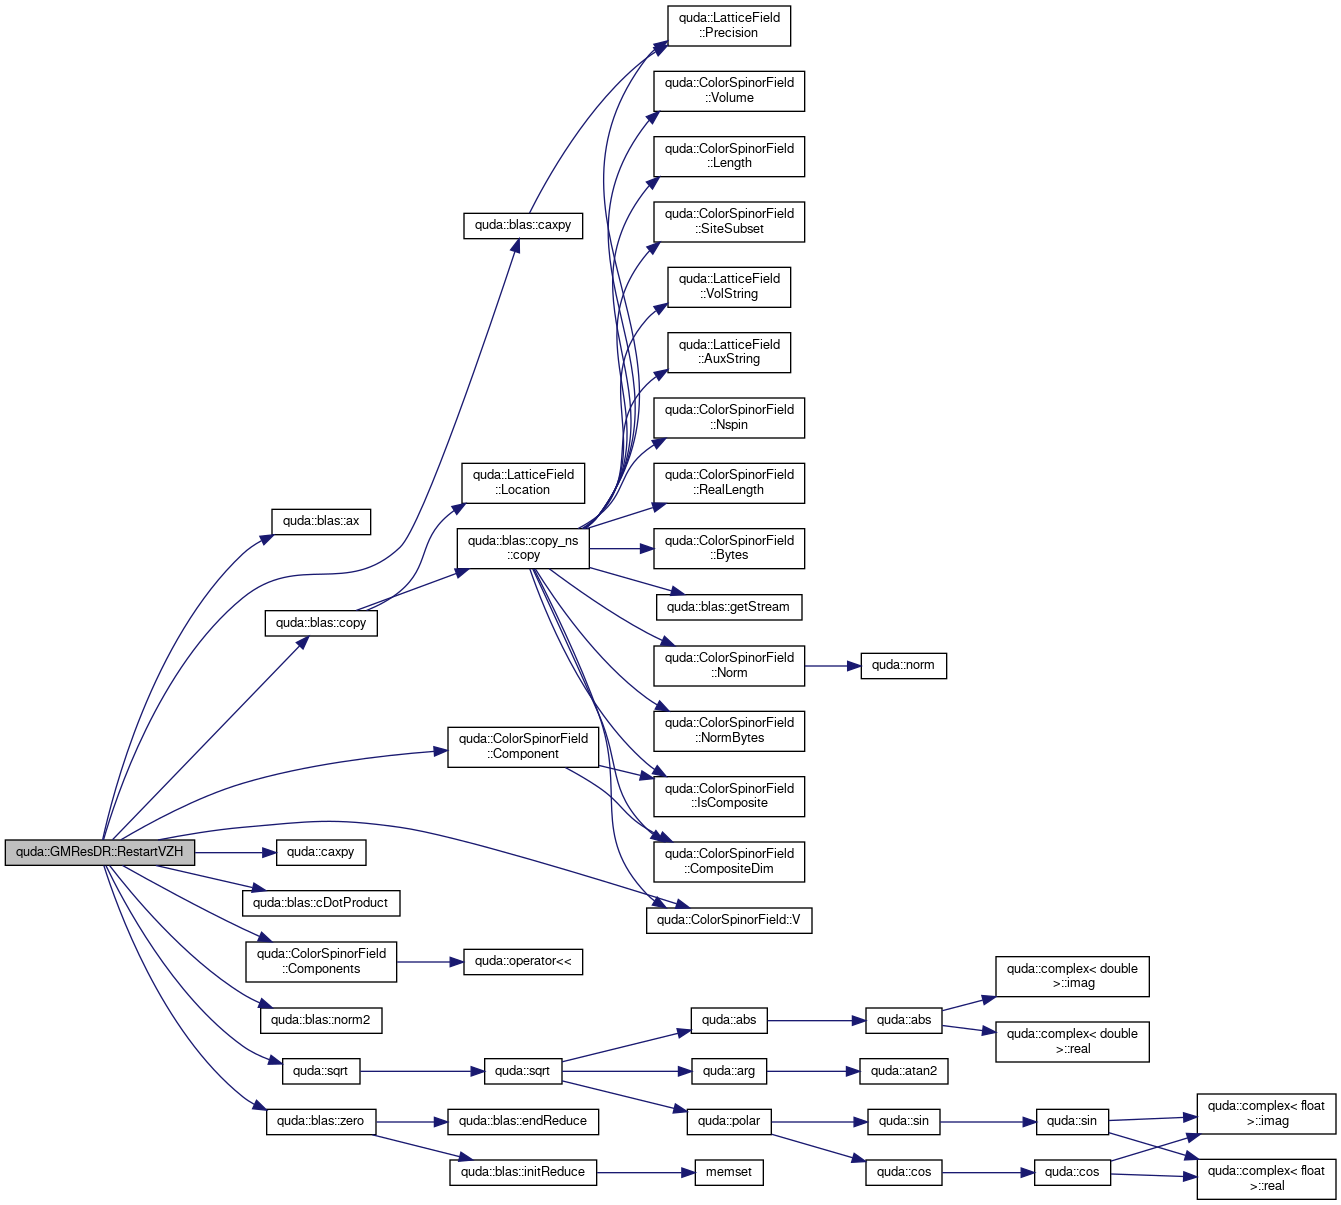 quda::LatticeField
::Precision
quda::ColorSpinorField
::Volume
quda::ColorSpinorField
::Length
quda::ColorSpinorField
::SiteSubset
quda::blas::caxpy
quda::LatticeField
::VolString
quda::LatticeField
::AuxString
quda::ColorSpinorField
::Nspin
quda::LatticeField
::Location
quda::ColorSpinorField
::RealLength
quda::blas::ax
quda::blas::copy_ns
::copy
quda::ColorSpinorField
::Bytes
quda::blas::getStream
quda::blas::copy
quda::ColorSpinorField
::Norm
quda::norm
quda::ColorSpinorField
::NormBytes
quda::ColorSpinorField
::Component
quda::ColorSpinorField
::IsComposite
quda::GMResDR::RestartVZH
quda::caxpy
quda::ColorSpinorField
::CompositeDim
quda::blas::cDotProduct
quda::ColorSpinorField::V
quda::ColorSpinorField
::Components
quda::operator<<
quda::complex< double
>::imag
quda::blas::norm2
quda::abs
quda::abs
quda::complex< double
>::real
quda::sqrt
quda::sqrt
quda::arg
quda::atan2
quda::blas::zero
quda::blas::endReduce
quda::polar
quda::sin
quda::sin
quda::complex< float
>::imag
quda::blas::initReduce
memset
quda::cos
quda::cos
quda::complex< float
>::real